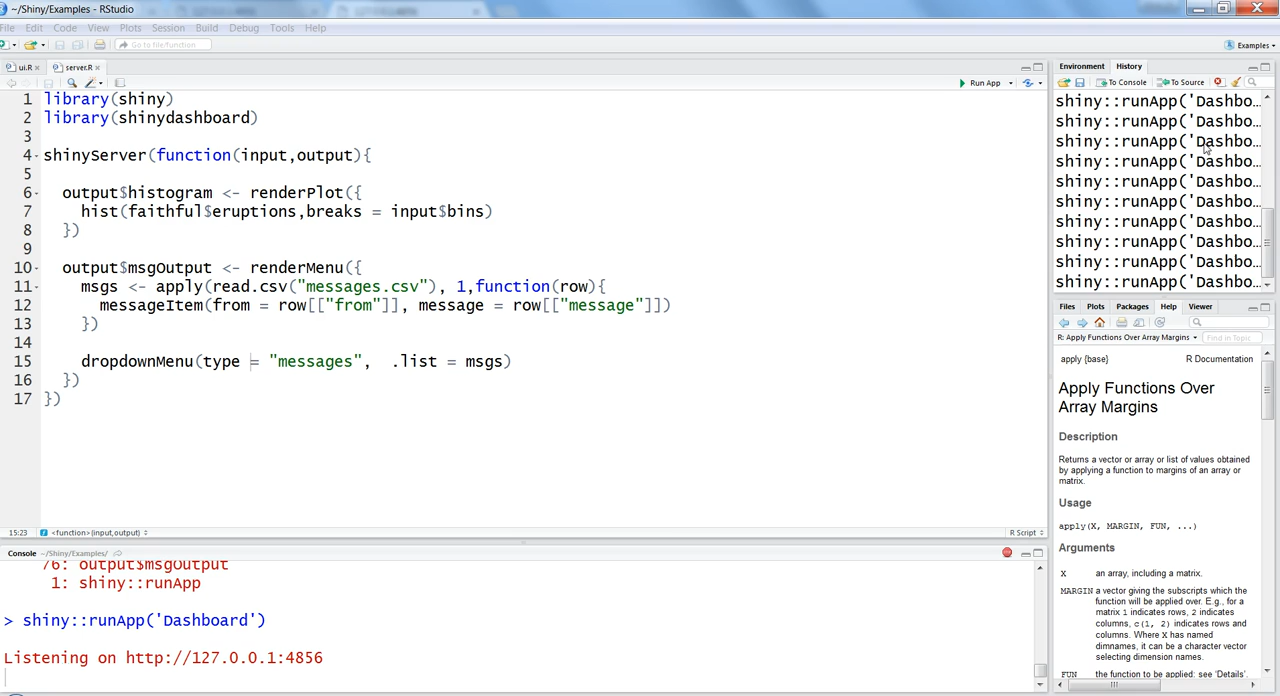 ~/Shiny/Examples - RStudio
File Edit Code View Plots Session Build Debug Tools Help
Go to file/function
Examples
ui.R
server.R
Run App
1 library(shiny)
2 library(shinydashboard)
3
4 shinyServer(function(input,output){
5
6 output$histogram <- renderPlot({
7 hist(faithful$eruptions,breaks = input$bins)
8 })
9
10 output$msgOutput <- renderMenu({
11 msgs <- apply(read.csv("messages.csv"), 1,function(row){
12 messageItem(from = row[["from"]], message = row[["message"]])
13 })
14
15 dropdownMenu(type = "messages", .list = msgs)
16 })
17 })
15:23 <function>(input,output) R Script
Console ~/Shiny/Examples/
76: output$msgOutput
1: shiny::runApp
> shiny::runApp('Dashboard')
Listening on http://127.0.0.1:4856
Environment History
To Console To Source
shiny::runApp('Dashbo...
shiny::runApp('Dashbo...
shiny::runApp('Dashbo...
shiny::runApp('Dashbo...
shiny::runApp('Dashbo...
shiny::runApp('Dashbo...
shiny::runApp('Dashbo...
shiny::runApp('Dashbo...
shiny::runApp('Dashbo...
shiny::runApp('Dashbo...
Files Plots Packages Help Viewer
R: Apply Functions Over Array Margins Find in Topic
apply {base} R Documentation
Apply Functions Over
Array Margins
Description
Returns a vector or array or list of values obtained
by applying a function to margins of an array or
matrix.
Usage
apply(X, MARGIN, FUN, ...)
Arguments
X an array, including a matrix.
MARGIN a vector giving the subscripts which the
function will be applied over. E.g., for a
matrix 1 indicates rows, 2 indicates
columns, c(1, 2) indicates rows and
columns. Where X has named
dimnames, it can be a character vector
selecting dimension names.
FUN the function to be applied: see 'Details'.